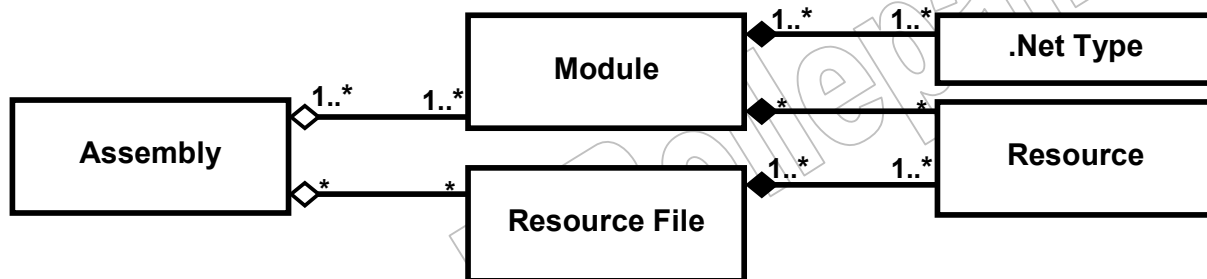 1..* 1..*
Module
.Net Type
1..* 1..*
* *
Assembly
Resource
1..* 1..*
* *
Resource File